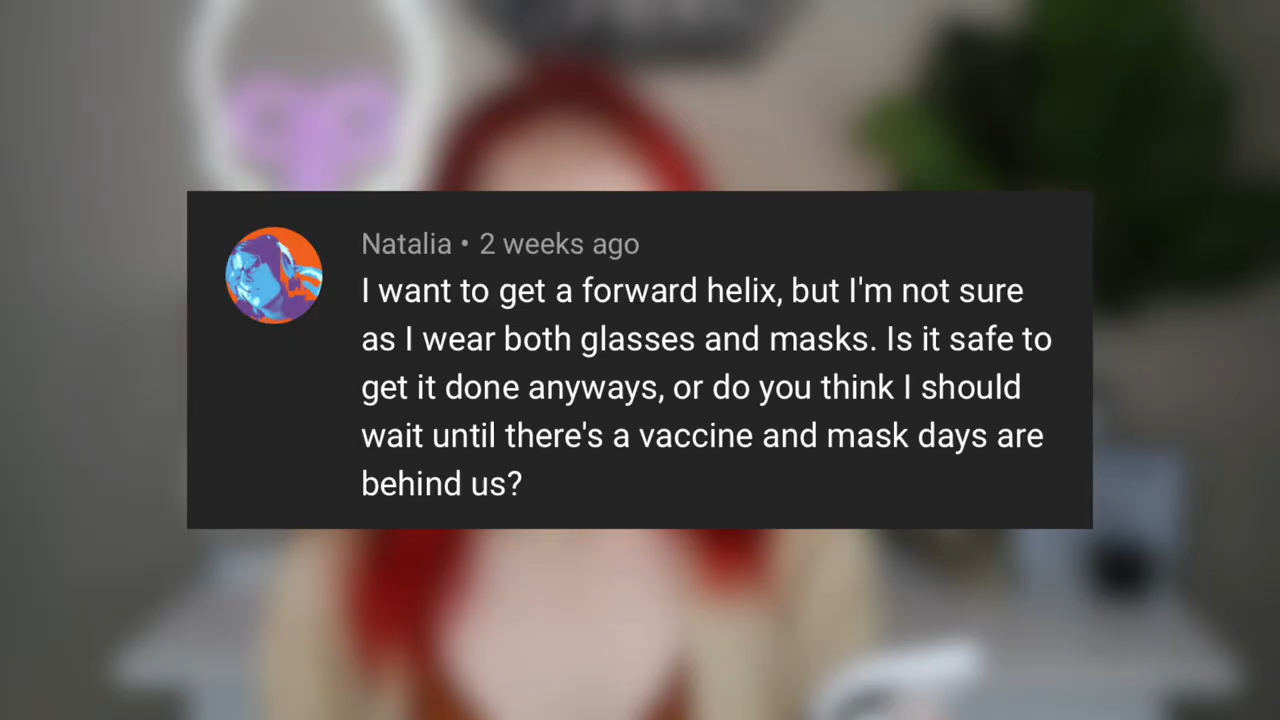 Natalia • 2 weeks ago
I want to get a forward helix, but I'm not sure
as I wear both glasses and masks. Is it safe to
get it done anyways, or do you think I should
wait until there's a vaccine and mask days are
behind us?